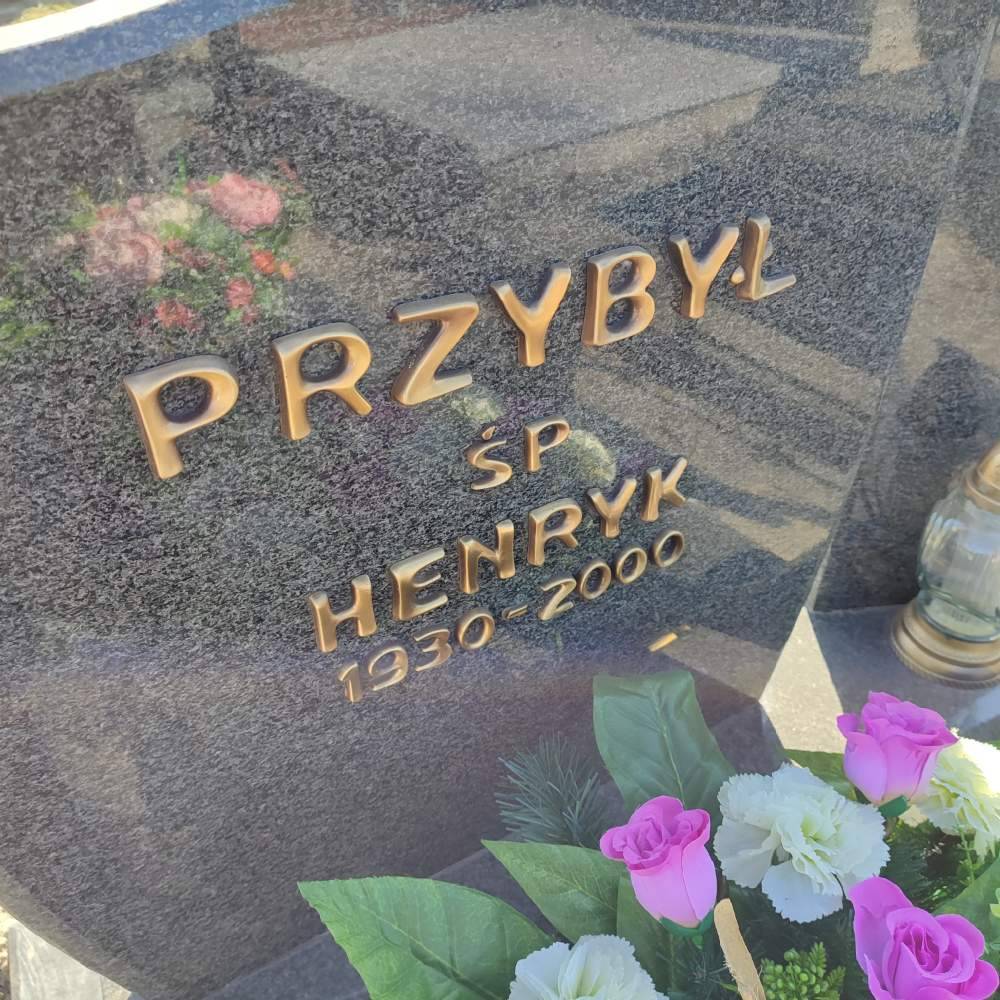 PRZYBYŁ
ŚP
HENRYK
1930-2000